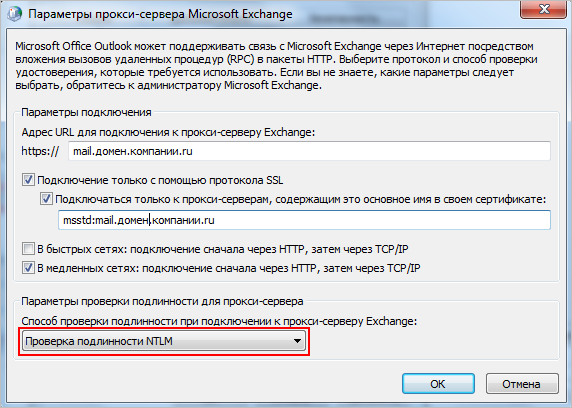 Параметры прокси-сервера Microsoft Exchange
Microsoft Office Outlook может поддерживать связь с Microsoft Exchange через Интернет посредством
вложения вызовов удаленных процедур (RPC) в пакеты HTTP. Выберите протокол и способ проверки
удостоверения, которые требуется использовать. Если вы не знаете, какие параметры следует
выбрать, обратитесь к администратору Microsoft Exchange.
Параметры подключения
Адрес URL для подключения к прокси-серверу Exchange:
https:// mail.домен.компании.ru
Подключение только с помощью протокола SSL
Подключаться только к прокси-серверам, содержащим это основное имя в своем сертификате:
msstd:mail.домен.компании.ru
В быстрых сетях: подключение сначала через HTTP, затем через TCP/IP
В медленных сетях: подключение сначала через HTTP, затем через TCP/IP
Параметры проверки подлинности для прокси-сервера
Способ проверки подлинности при подключении к прокси-серверу Exchange:
Проверка подлинности NTLM
ОК Отмена